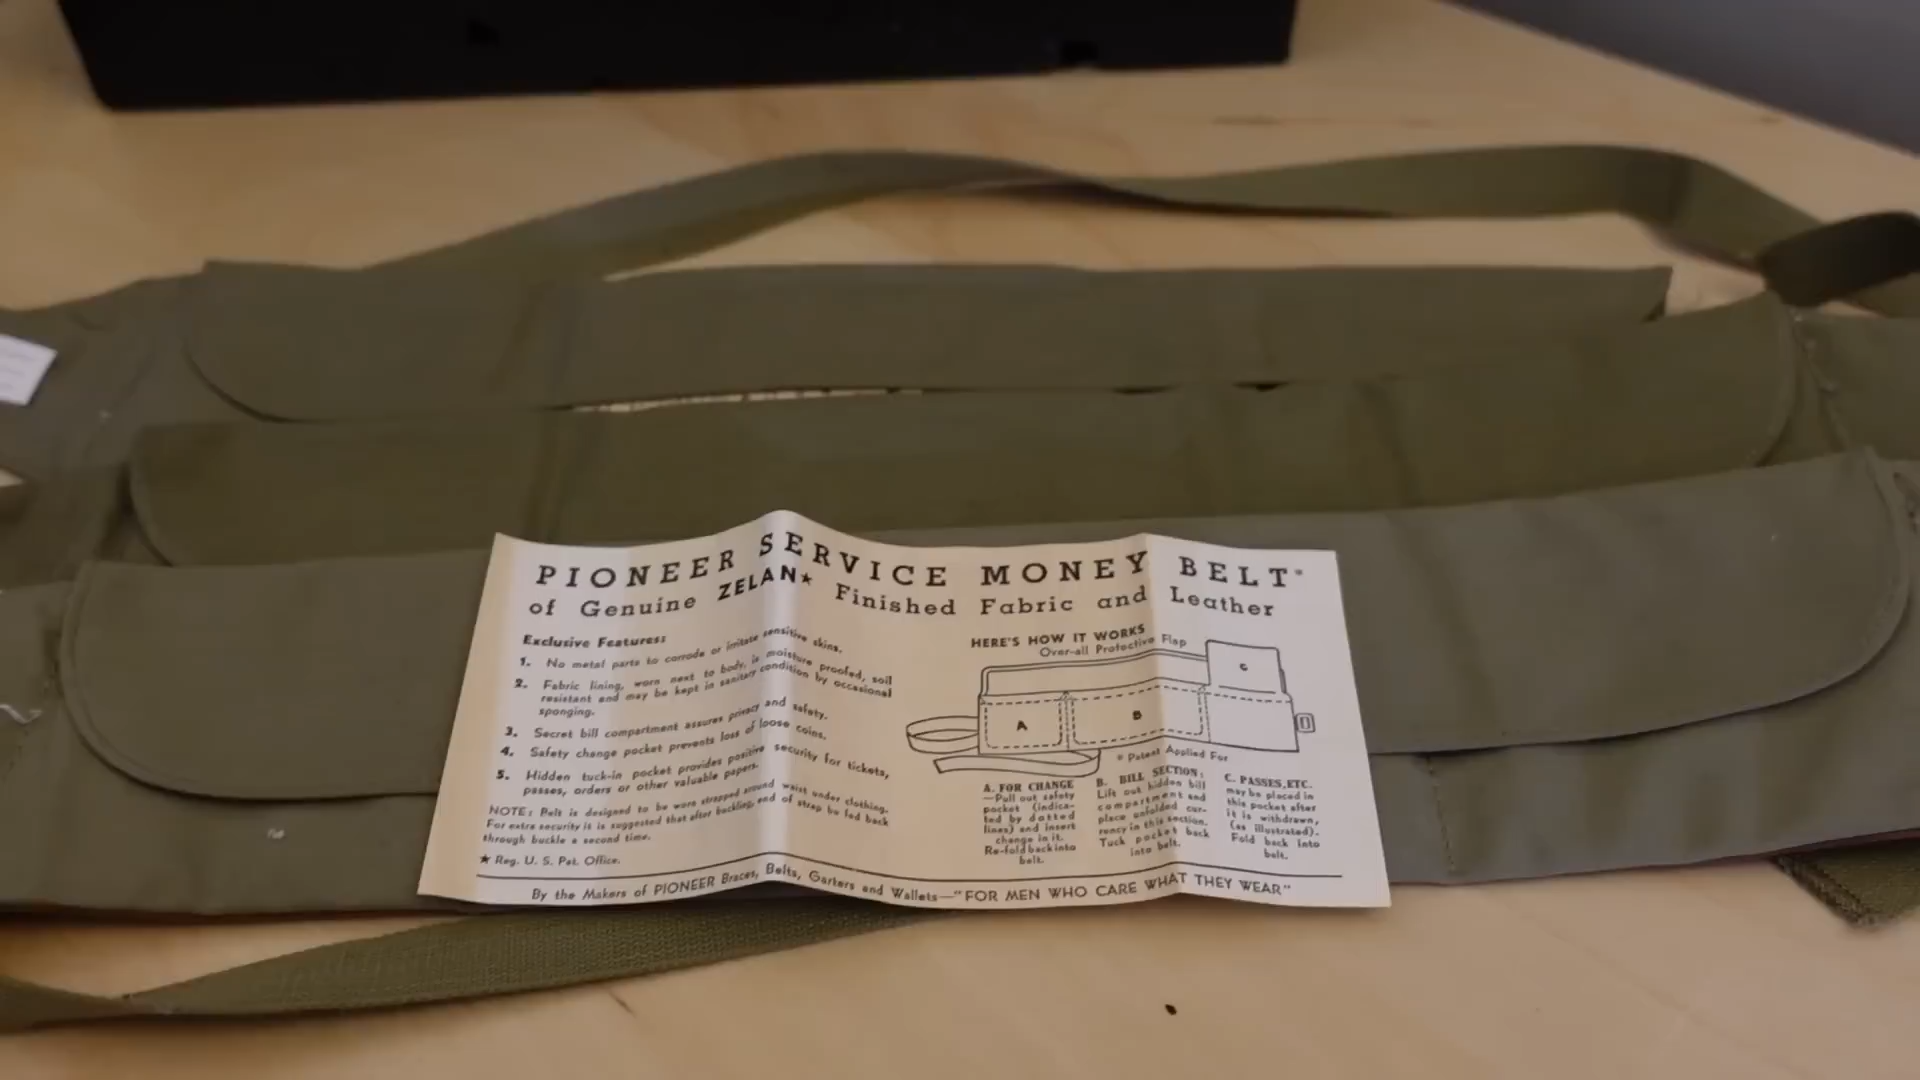 PIONEER SERVICE MONEY BELT*
of Genuine ZELAN★ Finished Fabric and Leather
Exclusive Features:
1. No metal parts to corrode or irritate sensitive skins.
2. Fabric lining, worn next to body, is moisture proofed, soil
resistant and may be kept in sanitary condition by occasional
sponging.
3. Secret bill compartment assures privacy and safety.
4. Safety change pocket prevents loss of loose coins.
5. Hidden tuck-in pocket provides positive security for tickets,
passes, orders or other valuable papers.
NOTE: Belt is designed to be worn strapped around waist under clothing.
For extra security it is suggested that after buckling, end of strap be fed back
through buckle a second time.
★ Reg. U. S. Pat. Office.
HERE'S HOW IT WORKS
Over-all Protective Flap
C
A
B
* Patent Applied For
A. FOR CHANGE
—Pull out safety
pocket (indica-
ted by dotted
lines) and insert
change in it.
Re-fold back into
belt.
B. BILL SECTION:
Lift out hidden bill
compartment and
place unfolded cur-
rency in this section.
Tuck pocket back
into belt.
C. PASSES, ETC.
may be placed in
this pocket after
it is withdrawn,
(as illustrated).
Fold back into
belt.
By the Makers of PIONEER Braces, Belts, Garters and Wallets—"FOR MEN WHO CARE WHAT THEY WEAR"